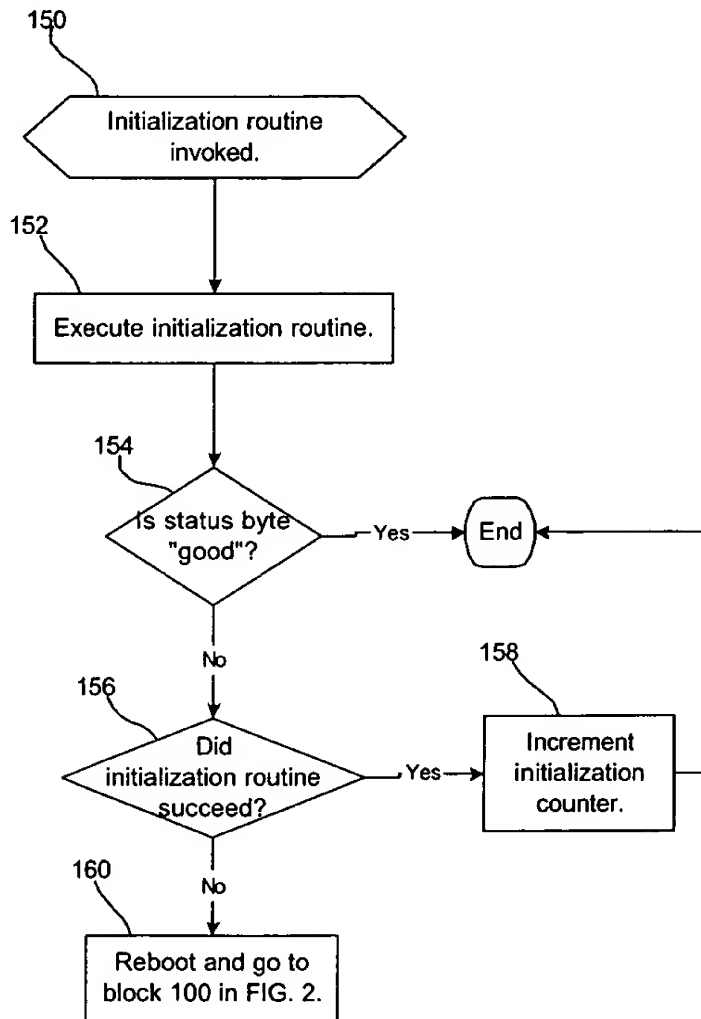 150
Initialization routine
invoked.
152
Execute initialization routine.
154
Is status byte
"good"?
Yes
End
No
156
Did
initialization routine
succeed?
Yes
158
Increment
initialization
counter.
No
160
Reboot and go to
block 100 in FIG. 2.